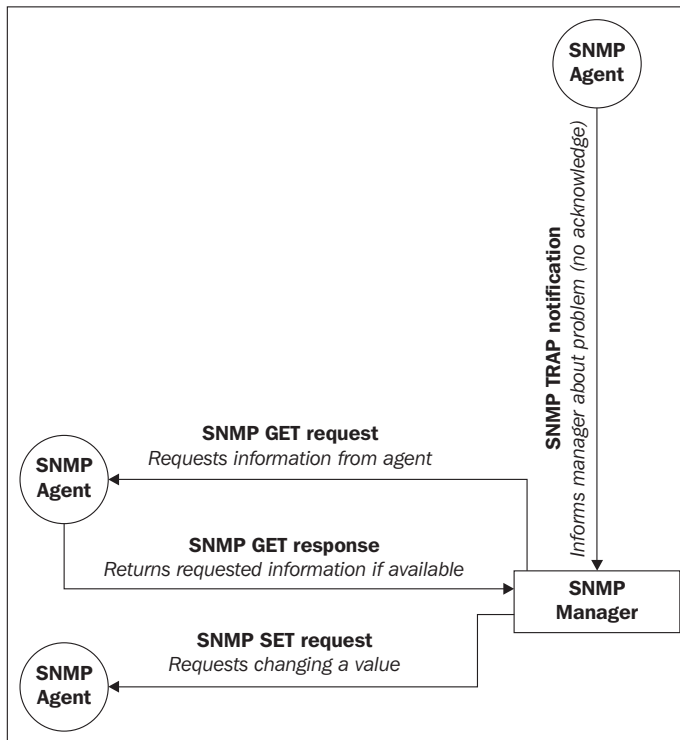 SNMP
Agent
SNMP TRAP notification
Informs manager about problem (no acknowledge)
SNMP GET request
Requests information from agent
SNMP
Agent
SNMP GET response
Returns requested information if available
SNMP
Manager
SNMP SET request
Requests changing a value
SNMP
Agent